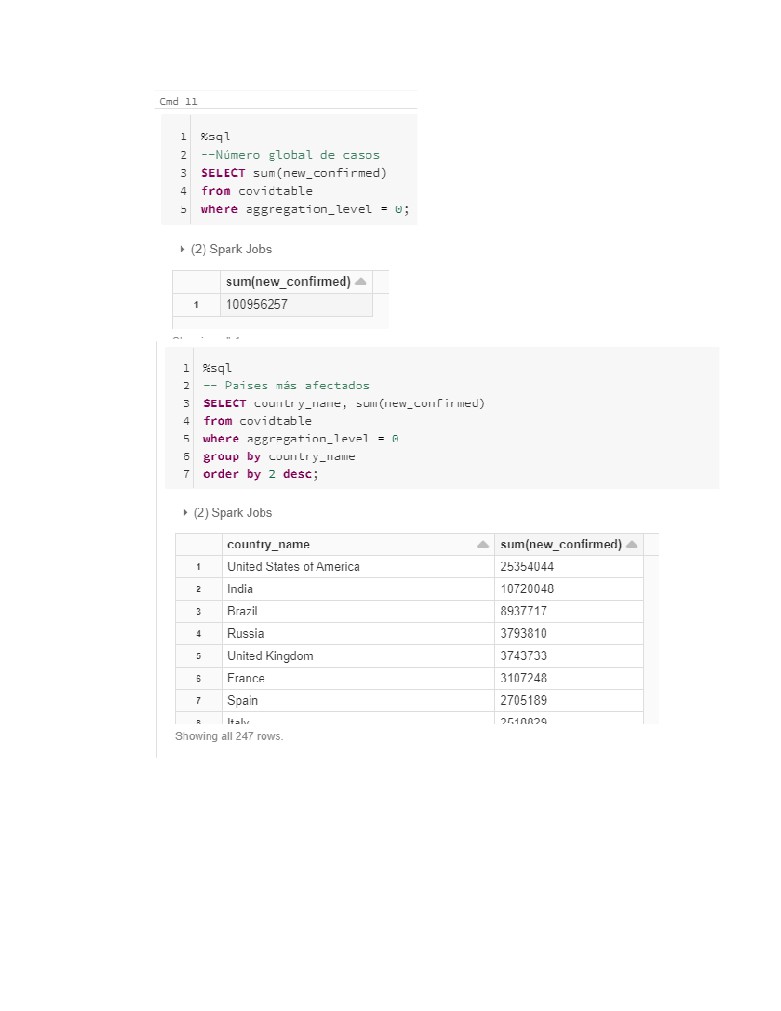 Cmd 11
1 %sql
2 --Número global de casos
3 SELECT sum(new_confirmed)
4 from covidtable
5 where aggregation_level = 0;
(2) Spark Jobs
sum(new_confirmed)
1 100956257
1 %sql
2 -- Países más afectados
3 SELECT country_name, sum(new_confirmed)
4 from covidtable
5 where aggregation_level = 0
6 group by country_name
7 order by 2 desc;
(2) Spark Jobs
country_name sum(new_confirmed)
1 United States of America 25354044
2 India 10720048
3 Brazil 8937717
4 Russia 3793810
5 United Kingdom 3743733
6 France 3107248
7 Spain 2705189
8 Italy 2510829
Showing all 247 rows.